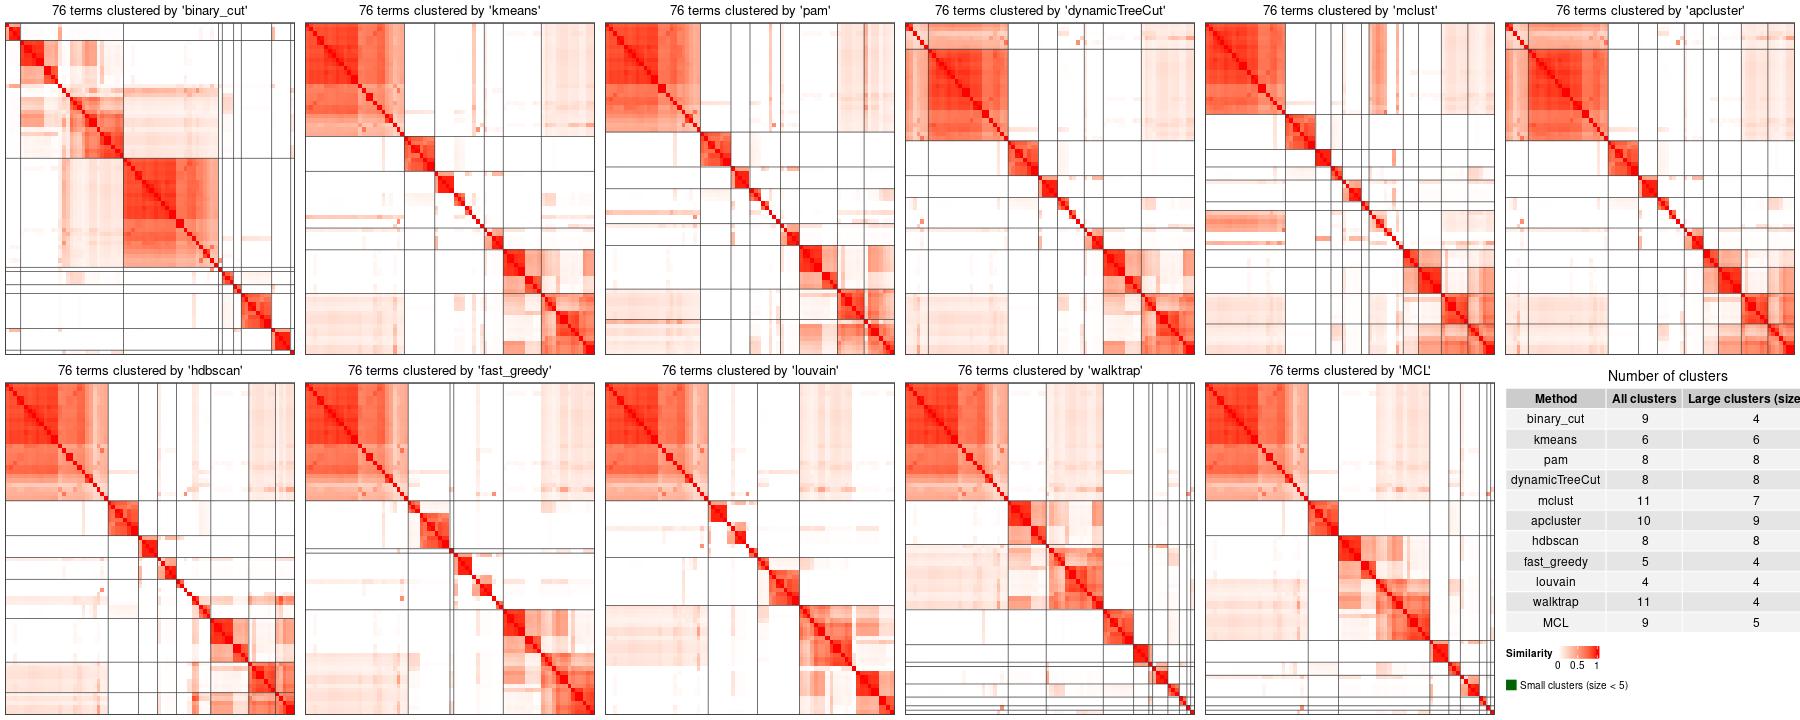 76 terms clustered by 'binary_cut'
76 terms clustered by 'kmeans'
76 terms clustered by 'pam'
76 terms clustered by 'dynamicTreeCut'
76 terms clustered by 'mclust'
76 terms clustered by 'apcluster'
76 terms clustered by 'hdbscan'
76 terms clustered by 'fast_greedy'
76 terms clustered by 'louvain'
76 terms clustered by 'walktrap'
76 terms clustered by 'MCL'
Number of clusters
Method All clusters Large clusters (size
binary_cut 9 4
kmeans 6 6
pam 8 8
dynamicTreeCut 8 8
mclust 11 7
apcluster 10 9
hdbscan 8 8
fast_greedy 5 4
louvain 4 4
walktrap 11 4
MCL 9 5
Similarity
0 0.5 1
Small clusters (size < 5)